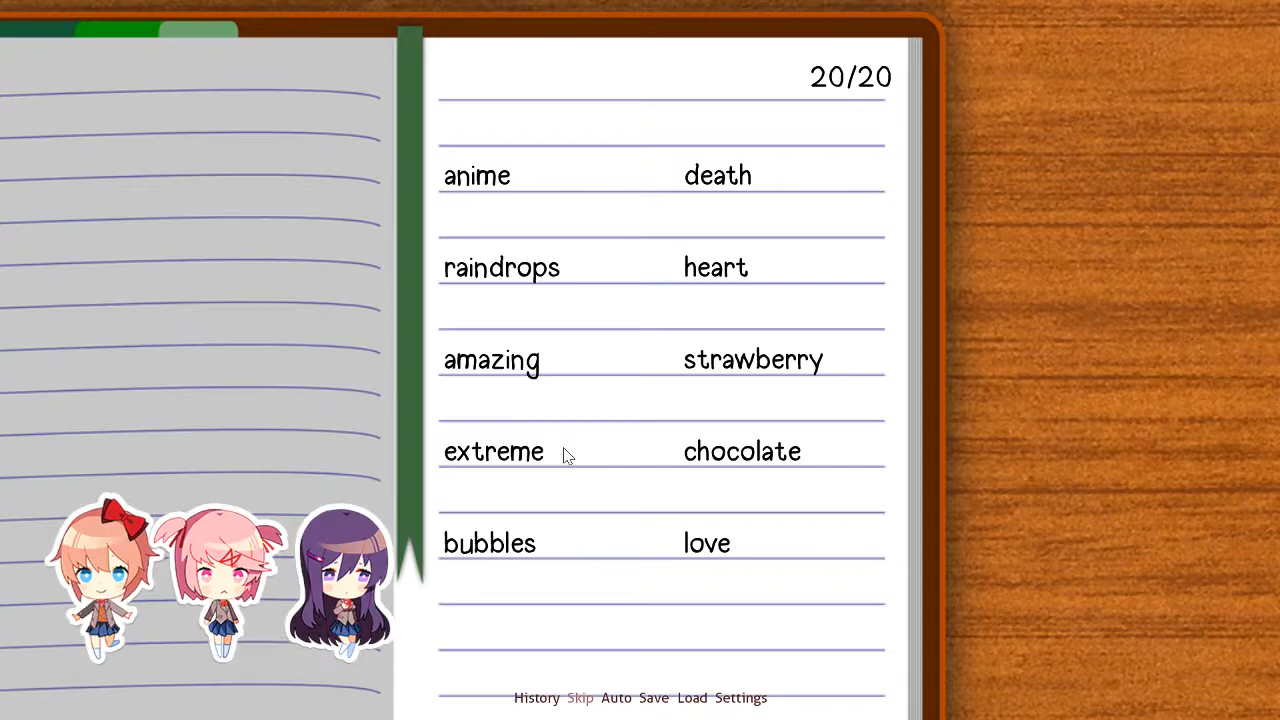 20/20
anime death
raindrops heart
amazing strawberry
extreme chocolate
bubbles love
History Skip Auto Save Load Settings